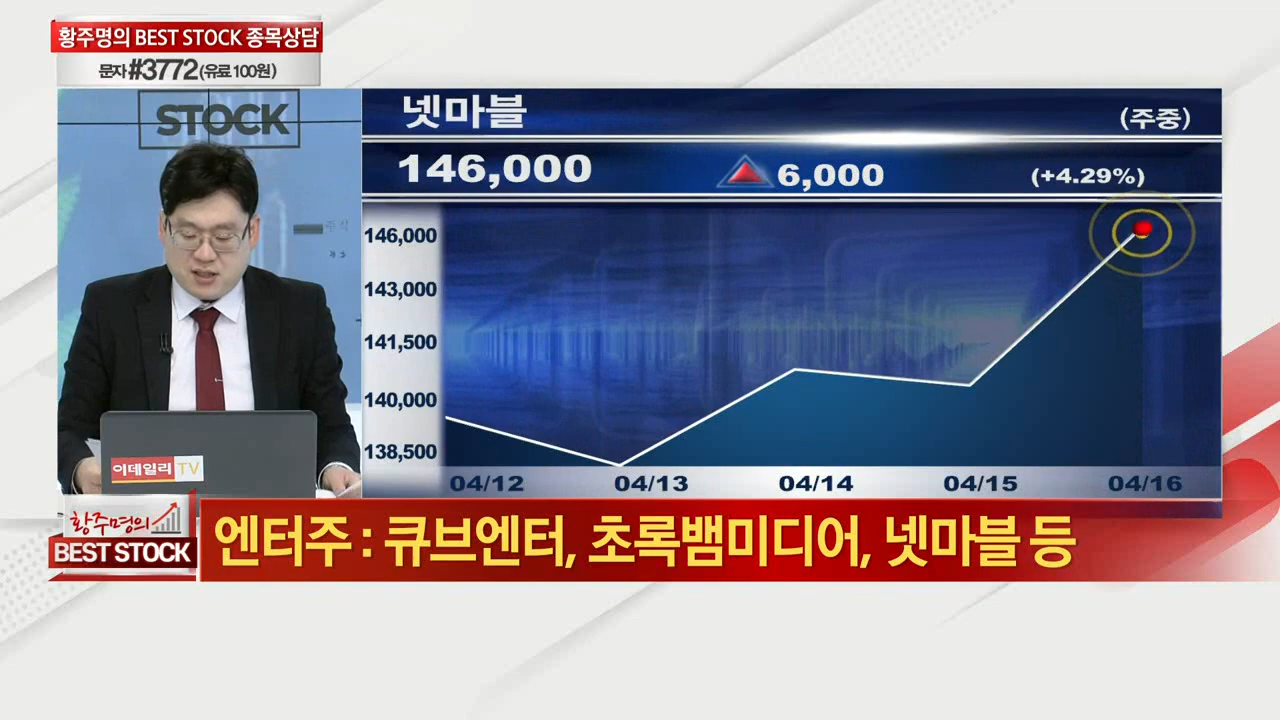 황주명의 BEST STOCK 종목상담
문자 #3772 (유료 100원)
STOCK
넷마블 (주중)
146,000 6,000 (+4.29%)
146,000
143,000
141,500
140,000
138,500
04/12 04/13 04/14 04/15 04/16
이데일리 TV
황주명의
BEST STOCK
엔터주 : 큐브엔터, 초록뱀미디어, 넷마블 등